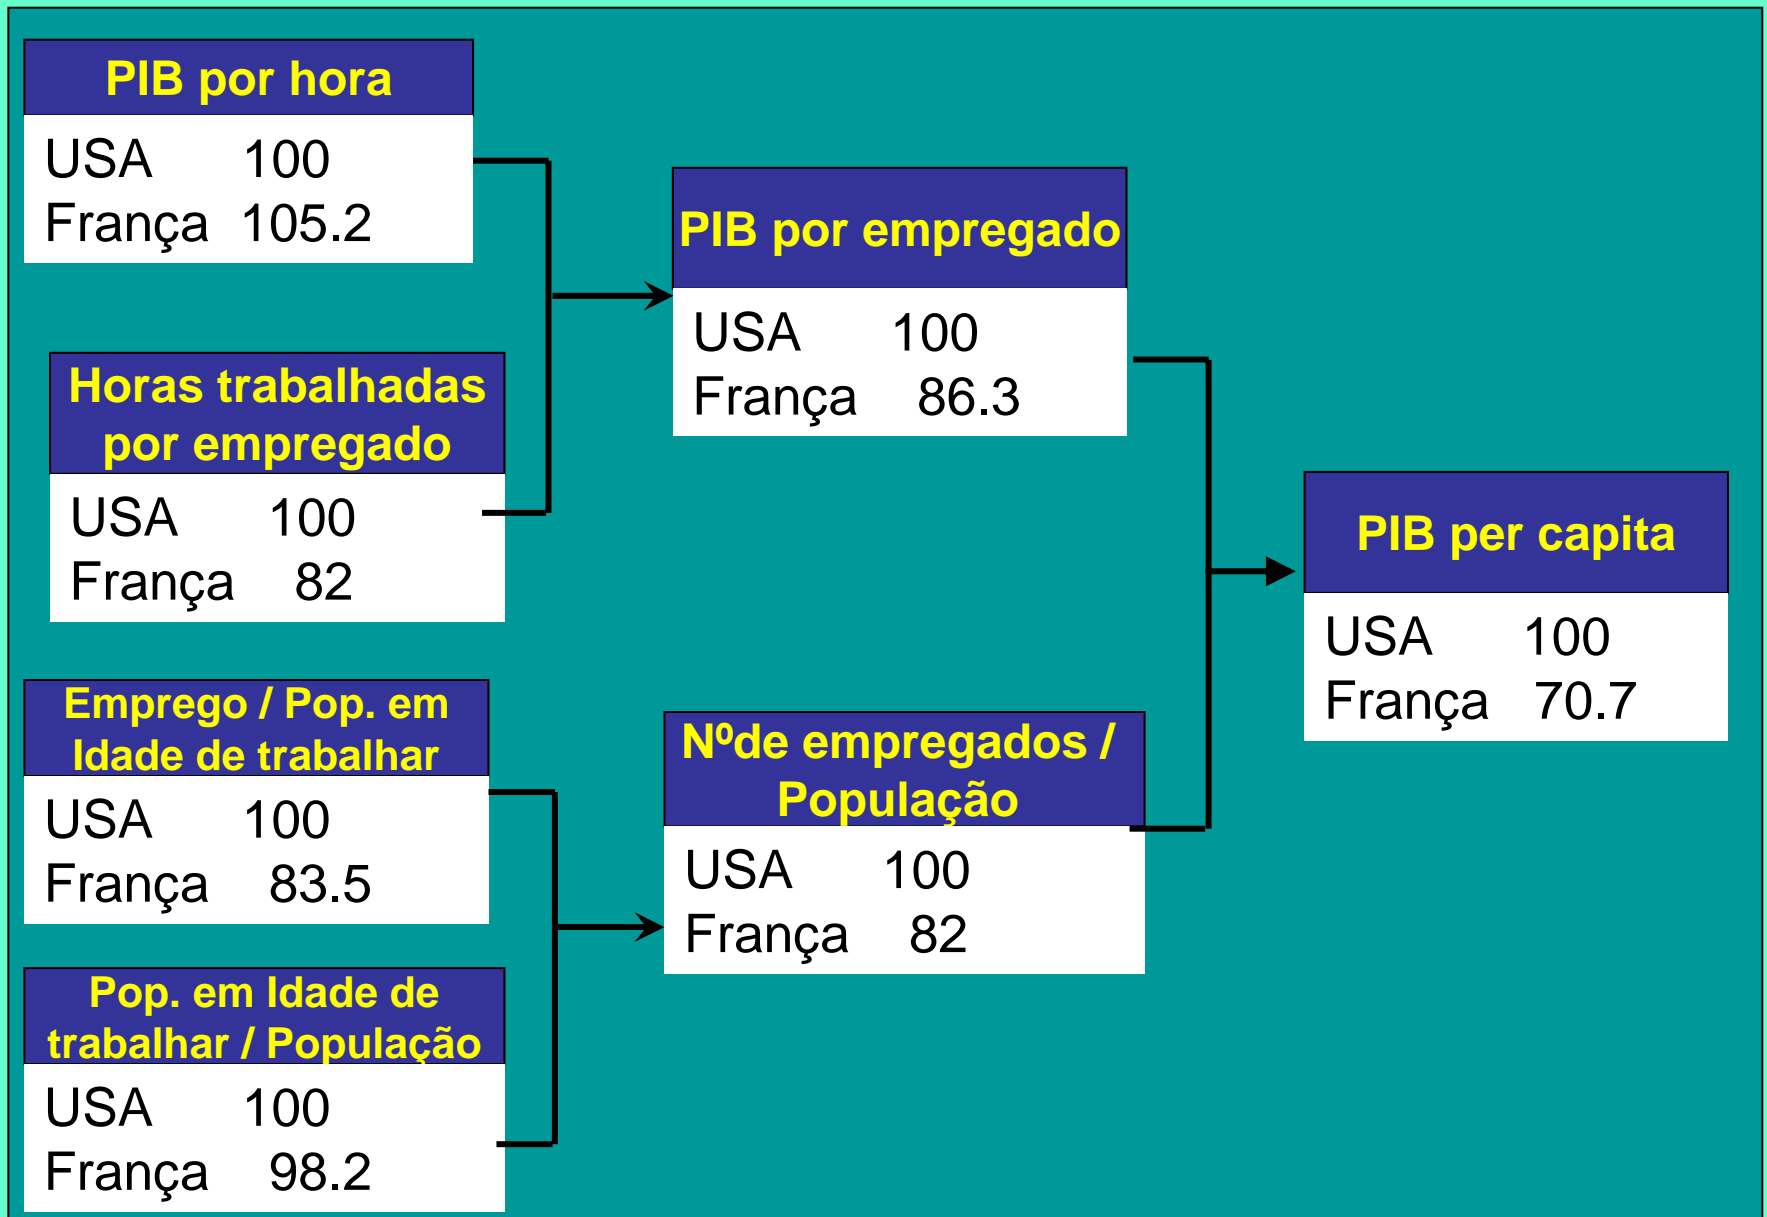 PIB por hora
USA 100
França 105.2
Horas trabalhadas
por empregado
USA 100
França 82
Emprego / Pop. em
Idade de trabalhar
USA 100
França 83.5
Pop. em Idade de
trabalhar / População
USA 100
França 98.2
PIB por empregado
USA 100
França 86.3
Nºde empregados /
População
USA 100
França 82
PIB per capita
USA 100
França 70.7